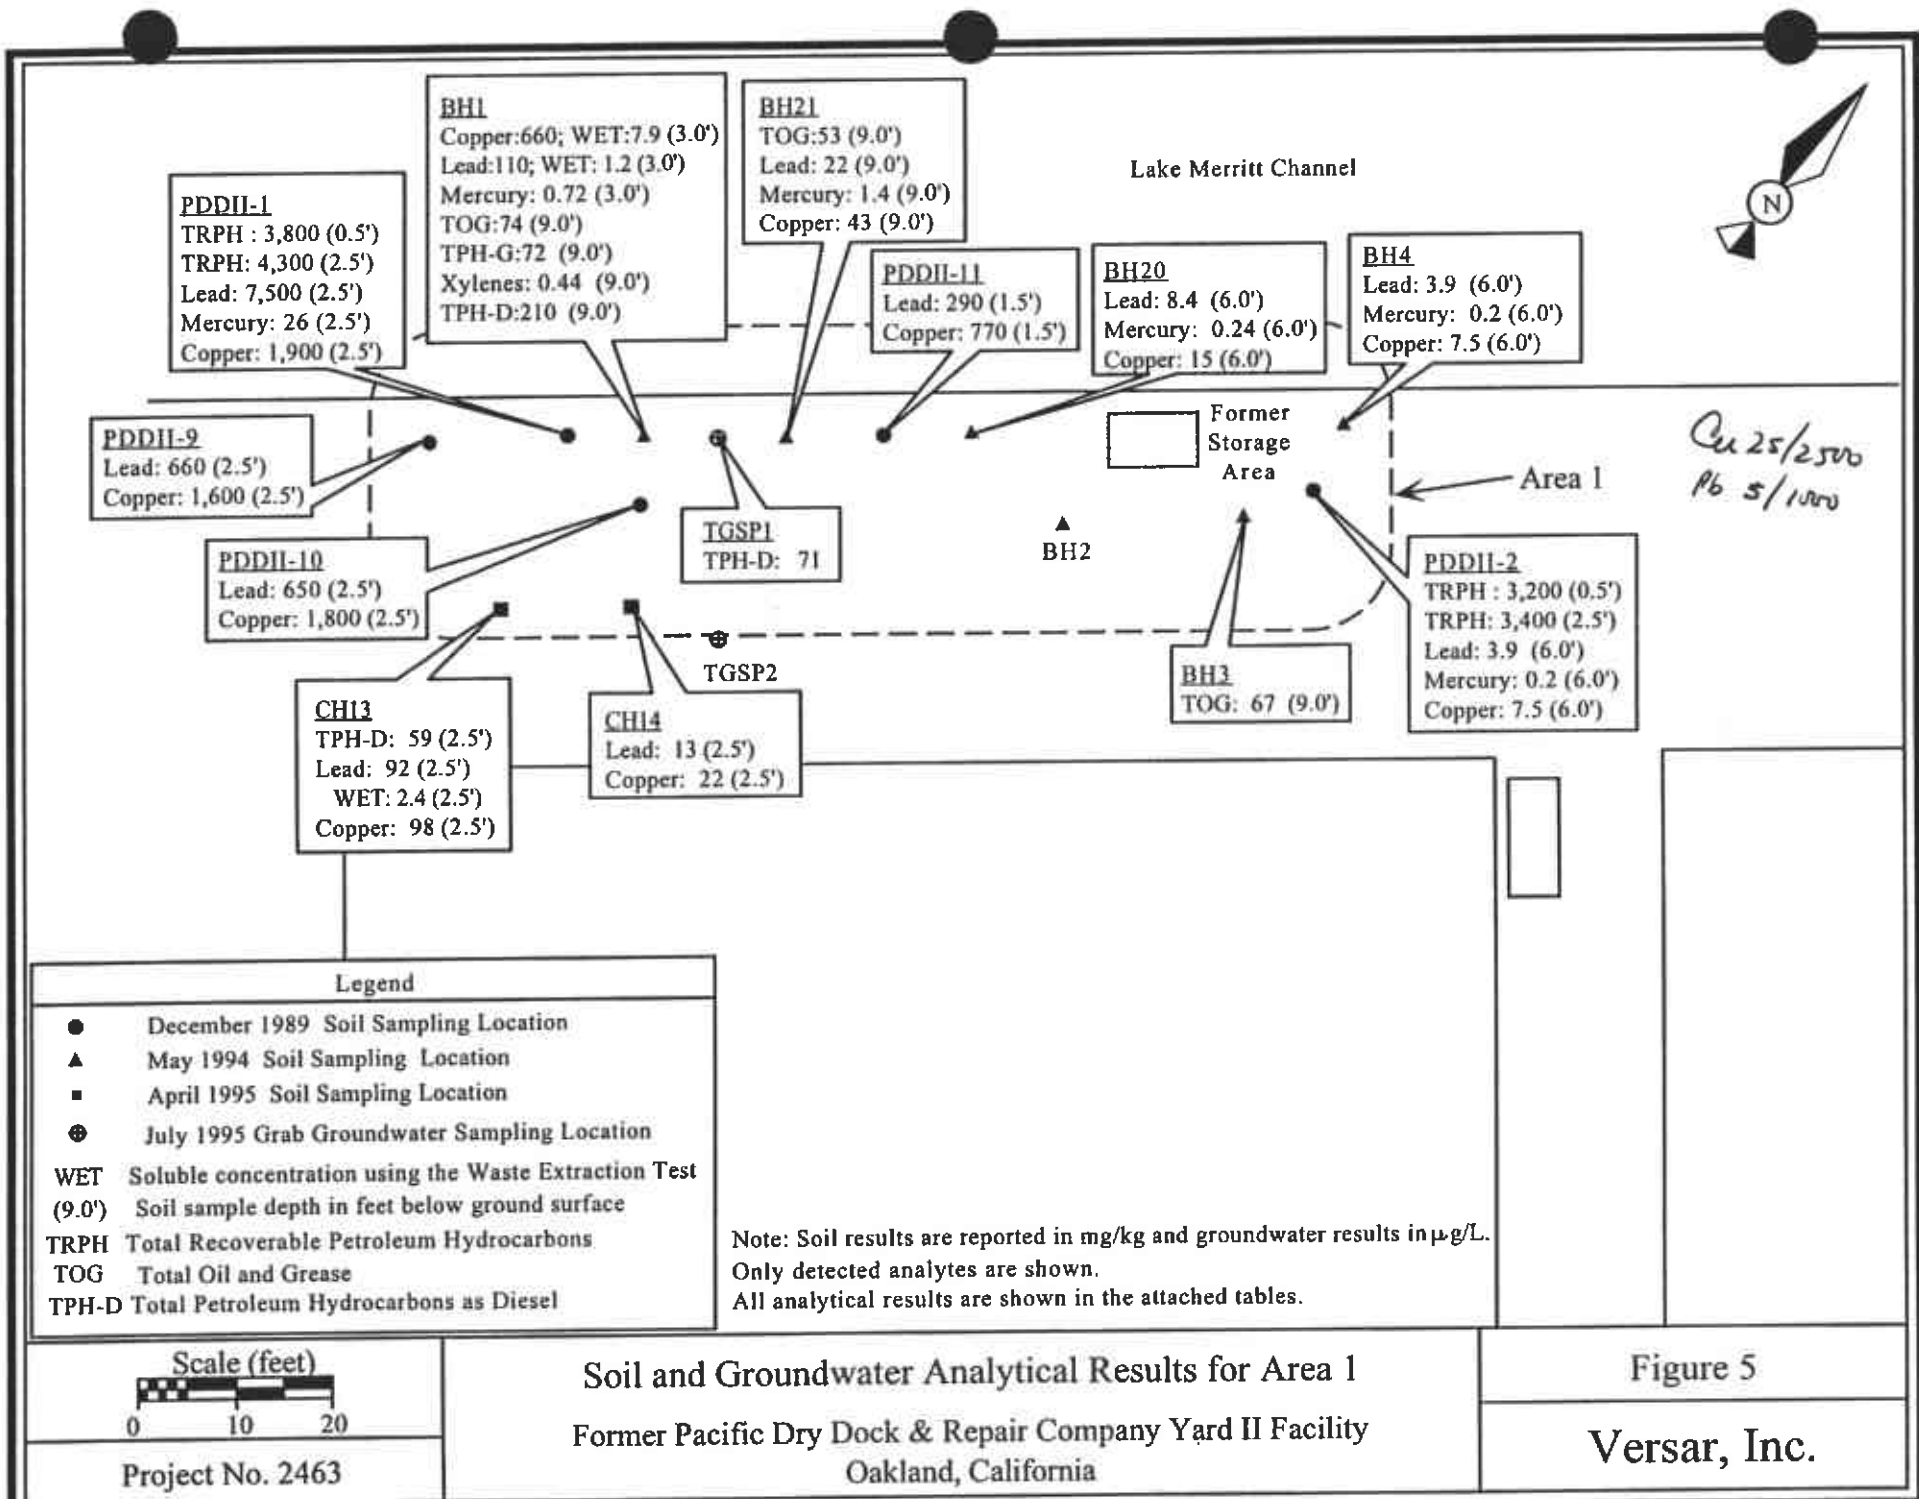 BH1
Copper:660; WET:7.9 (3.0')
Lead:110; WET: 1.2 (3.0')
Mercury: 0.72 (3.0')
TOG:74 (9.0')
TPH-G:72 (9.0')
Xylenes: 0.44 (9.0')
TPH-D:210 (9.0')
BH21
TOG:53 (9.0')
Lead: 22 (9.0')
Mercury: 1.4 (9.0')
Copper: 43 (9.0')
Lake Merritt Channel
N
PDDII-1
TRPH : 3,800 (0.5')
TRPH: 4,300 (2.5')
Lead: 7,500 (2.5')
Mercury: 26 (2.5')
Copper: 1,900 (2.5')
PDDII-11
Lead: 290 (1.5')
Copper: 770 (1.5')
BH20
Lead: 8.4 (6.0')
Mercury: 0.24 (6.0')
Copper: 15 (6.0')
BH4
Lead: 3.9 (6.0')
Mercury: 0.2 (6.0')
Copper: 7.5 (6.0')
PDDII-9
Lead: 660 (2.5')
Copper: 1,600 (2.5')
Former
Storage
Area
Area 1
Cu 25/2500
Pb 5/1000
PDDII-10
Lead: 650 (2.5')
Copper: 1,800 (2.5')
TGSP1
TPH-D: 71
BH2
PDDII-2
TRPH : 3,200 (0.5')
TRPH: 3,400 (2.5')
Lead: 3.9 (6.0')
Mercury: 0.2 (6.0')
Copper: 7.5 (6.0')
TGSP2
BH3
TOG: 67 (9.0')
CH13
TPH-D: 59 (2.5')
Lead: 92 (2.5')
WET: 2.4 (2.5')
Copper: 98 (2.5')
CH14
Lead: 13 (2.5')
Copper: 22 (2.5')
Legend
December 1989 Soil Sampling Location
May 1994 Soil Sampling Location
April 1995 Soil Sampling Location
July 1995 Grab Groundwater Sampling Location
WET Soluble concentration using the Waste Extraction Test
(9.0') Soil sample depth in feet below ground surface
TRPH Total Recoverable Petroleum Hydrocarbons
TOG Total Oil and Grease
TPH-D Total Petroleum Hydrocarbons as Diesel
Note: Soil results are reported in mg/kg and groundwater results in µg/L.
Only detected analytes are shown.
All analytical results are shown in the attached tables.
Scale (feet)
0 10 20
Project No. 2463
Soil and Groundwater Analytical Results for Area 1
Former Pacific Dry Dock & Repair Company Yard II Facility
Oakland, California
Figure 5
Versar, Inc.